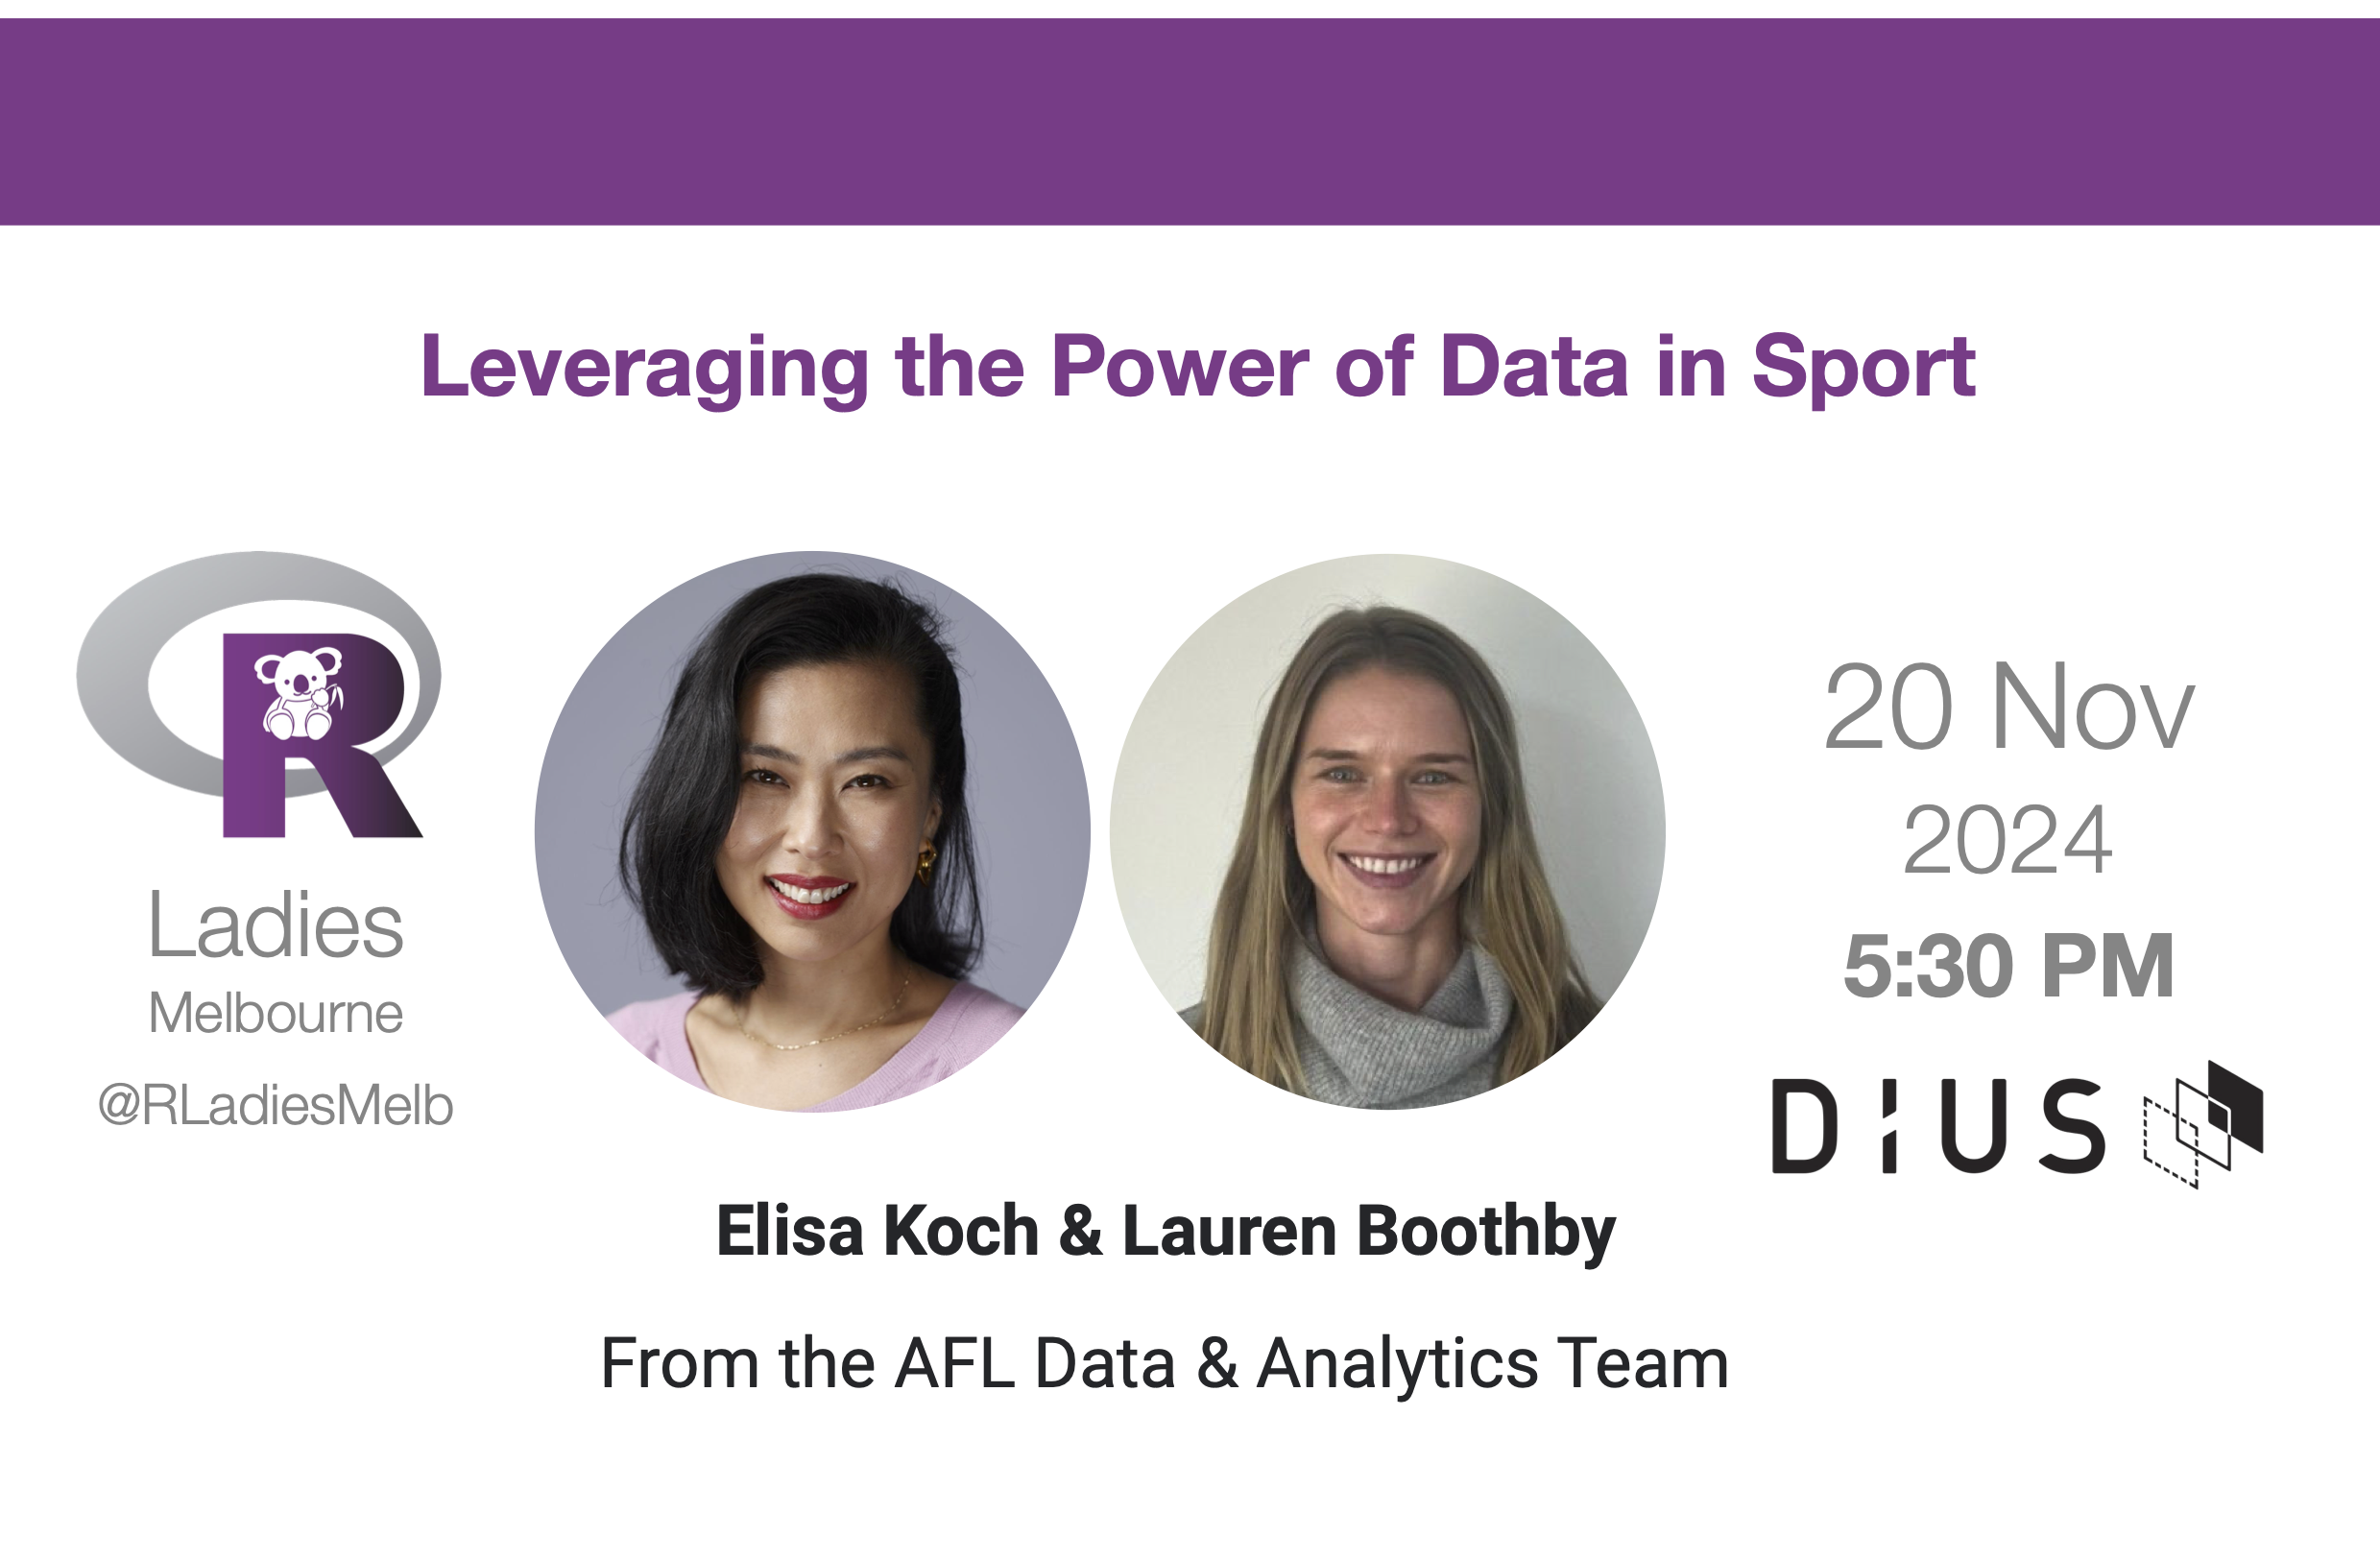 Leveraging the Power of Data in Sport
R
Ladies
Melbourne
@RLadiesMelb
20 Nov
2024
5:30 PM
DIUS
Elisa Koch & Lauren Boothby
From the AFL Data & Analytics Team